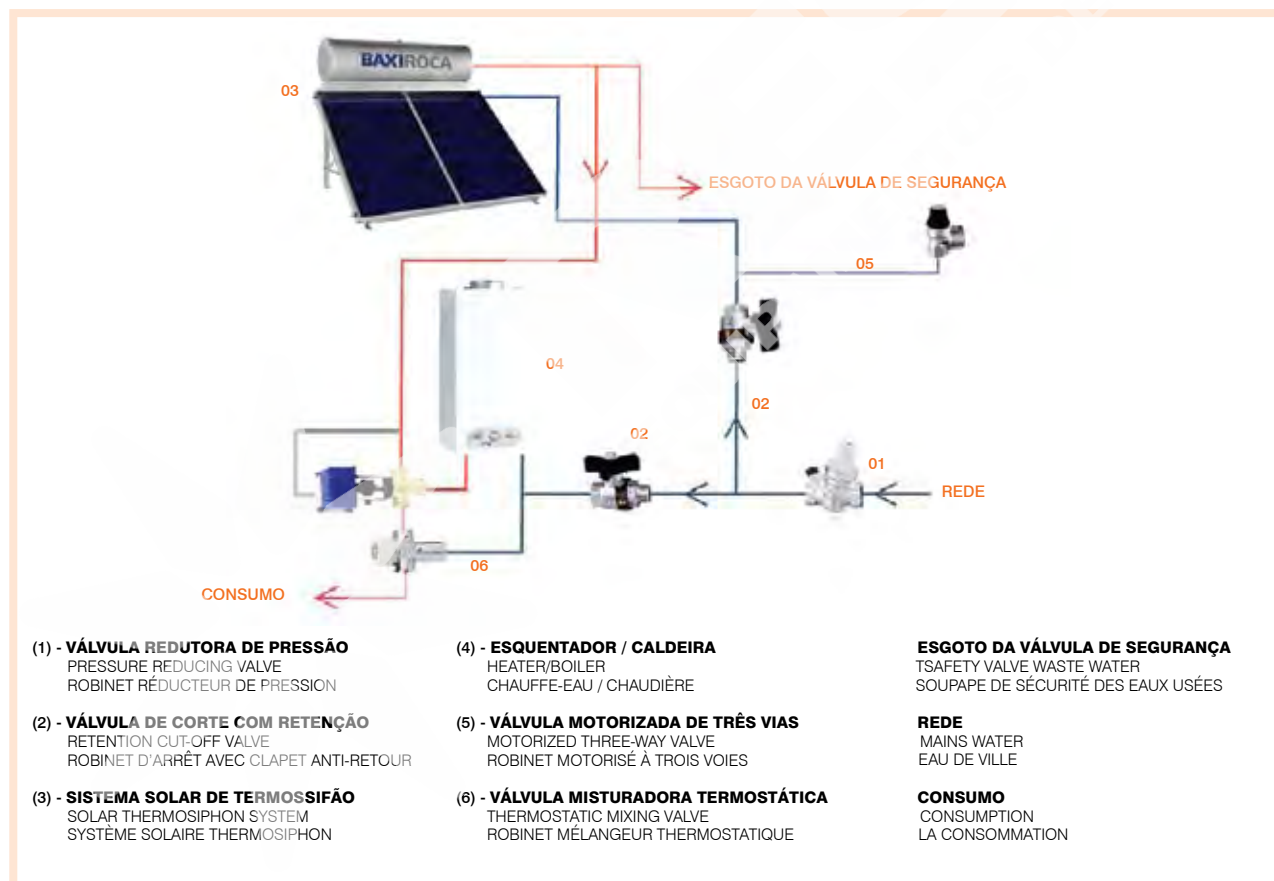 BAXIROCA
03
ESGOTO DA VÁLVULA DE SEGURANÇA
05
04
02
02
01
REDE
06
CONSUMO
(1) - VÁLVULA REDUTORA DE PRESSÃO
PRESSURE REDUCING VALVE
ROBINET RÉDUCTEUR DE PRESSION
(2) - VÁLVULA DE CORTE COM RETENÇÃO
RETENTION CUT-OFF VALVE
ROBINET D'ARRÊT AVEC CLAPET ANTI-RETOUR
(3) - SISTEMA SOLAR DE TERMOSSIFÃO
SOLAR THERMOSIPHON SYSTEM
SYSTÈME SOLAIRE THERMOSIPHON
(4) - ESQUENTADOR / CALDEIRA
HEATER/BOILER
CHAUFFE-EAU / CHAUDIÈRE
(5) - VÁLVULA MOTORIZADA DE TRÊS VIAS
MOTORIZED THREE-WAY VALVE
ROBINET MOTORISÉ À TROIS VOIES
(6) - VÁLVULA MISTURADORA TERMOSTÁTICA
THERMOSTATIC MIXING VALVE
ROBINET MÉLANGEUR THERMOSTATIQUE
ESGOTO DA VÁLVULA DE SEGURANÇA
TSAFETY VALVE WASTE WATER
SOUPAPE DE SÉCURITÉ DES EAUX USÉES
REDE
MAINS WATER
EAU DE VILLE
CONSUMO
CONSUMPTION
LA CONSOMMATION